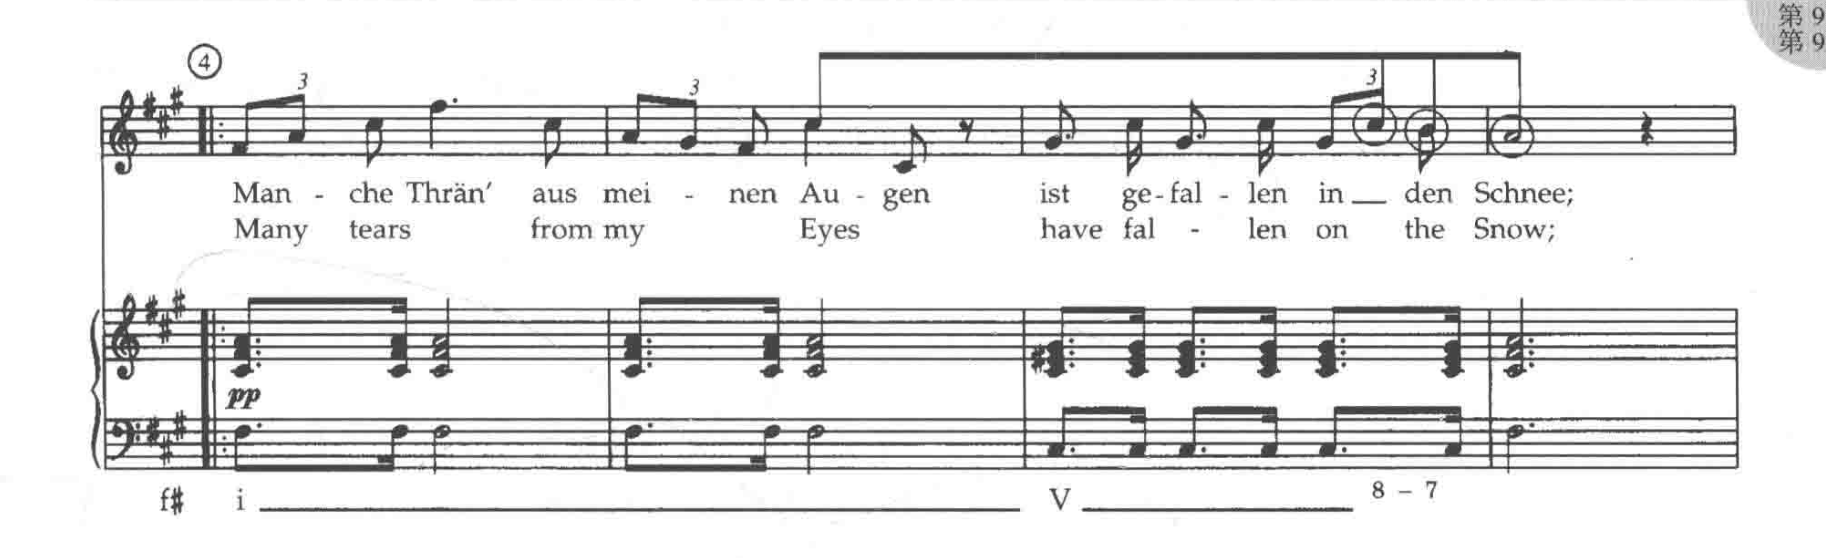 第 9
第 9
4
3 3 3
Man - che Thrän’ aus mei - nen Au - gen ist ge - fal - len in __ den Schnee;
Many tears from my Eyes have fal - len on the Snow;
pp
f# i V 8 – 7